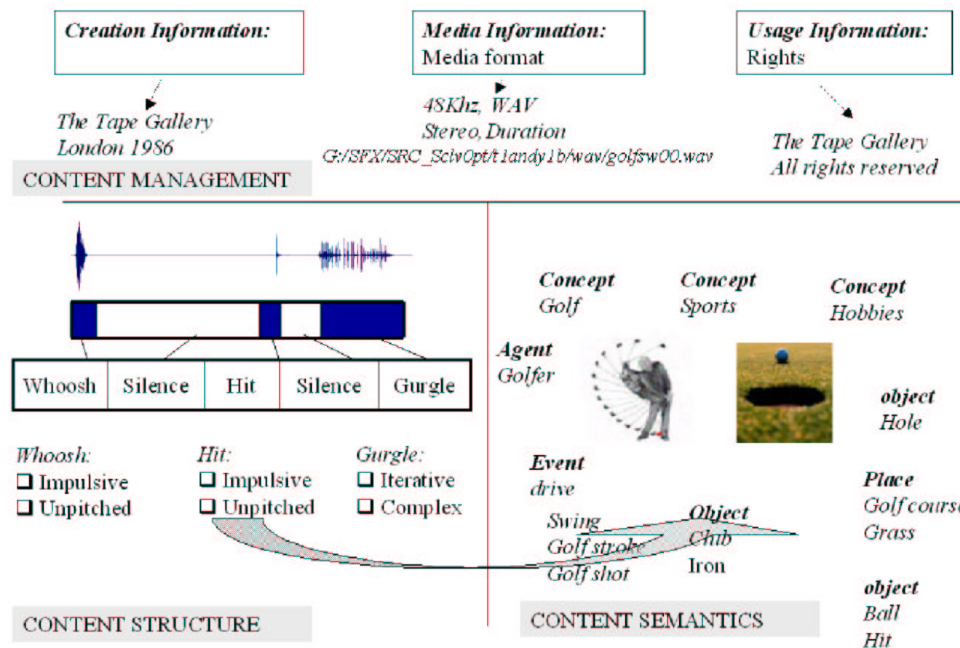 Creation Information:
Media Information:
Media format
Usage Information:
Rights
The Tape Gallery
London 1986
48Khz, WAV
Stereo, Duration
G:/SFX/SRC_Sclv0pt/t1andy1b/wav/golfsw00.wav
The Tape Gallery
All rights reserved
CONTENT MANAGEMENT
Whoosh
Silence
Hit
Silence
Gurgle
Whoosh:
Impulsive
Unpitched
Hit:
Impulsive
Unpitched
Gurgle:
Iterative
Complex
CONTENT STRUCTURE
Concept
Golf
Concept
Sports
Concept
Hobbies
Agent
Golfer
object
Hole
Event
drive
Swing
Golf stroke
Golf shot
Object
Club
Iron
Place
Golf course
Grass
object
Ball
Hit
CONTENT SEMANTICS